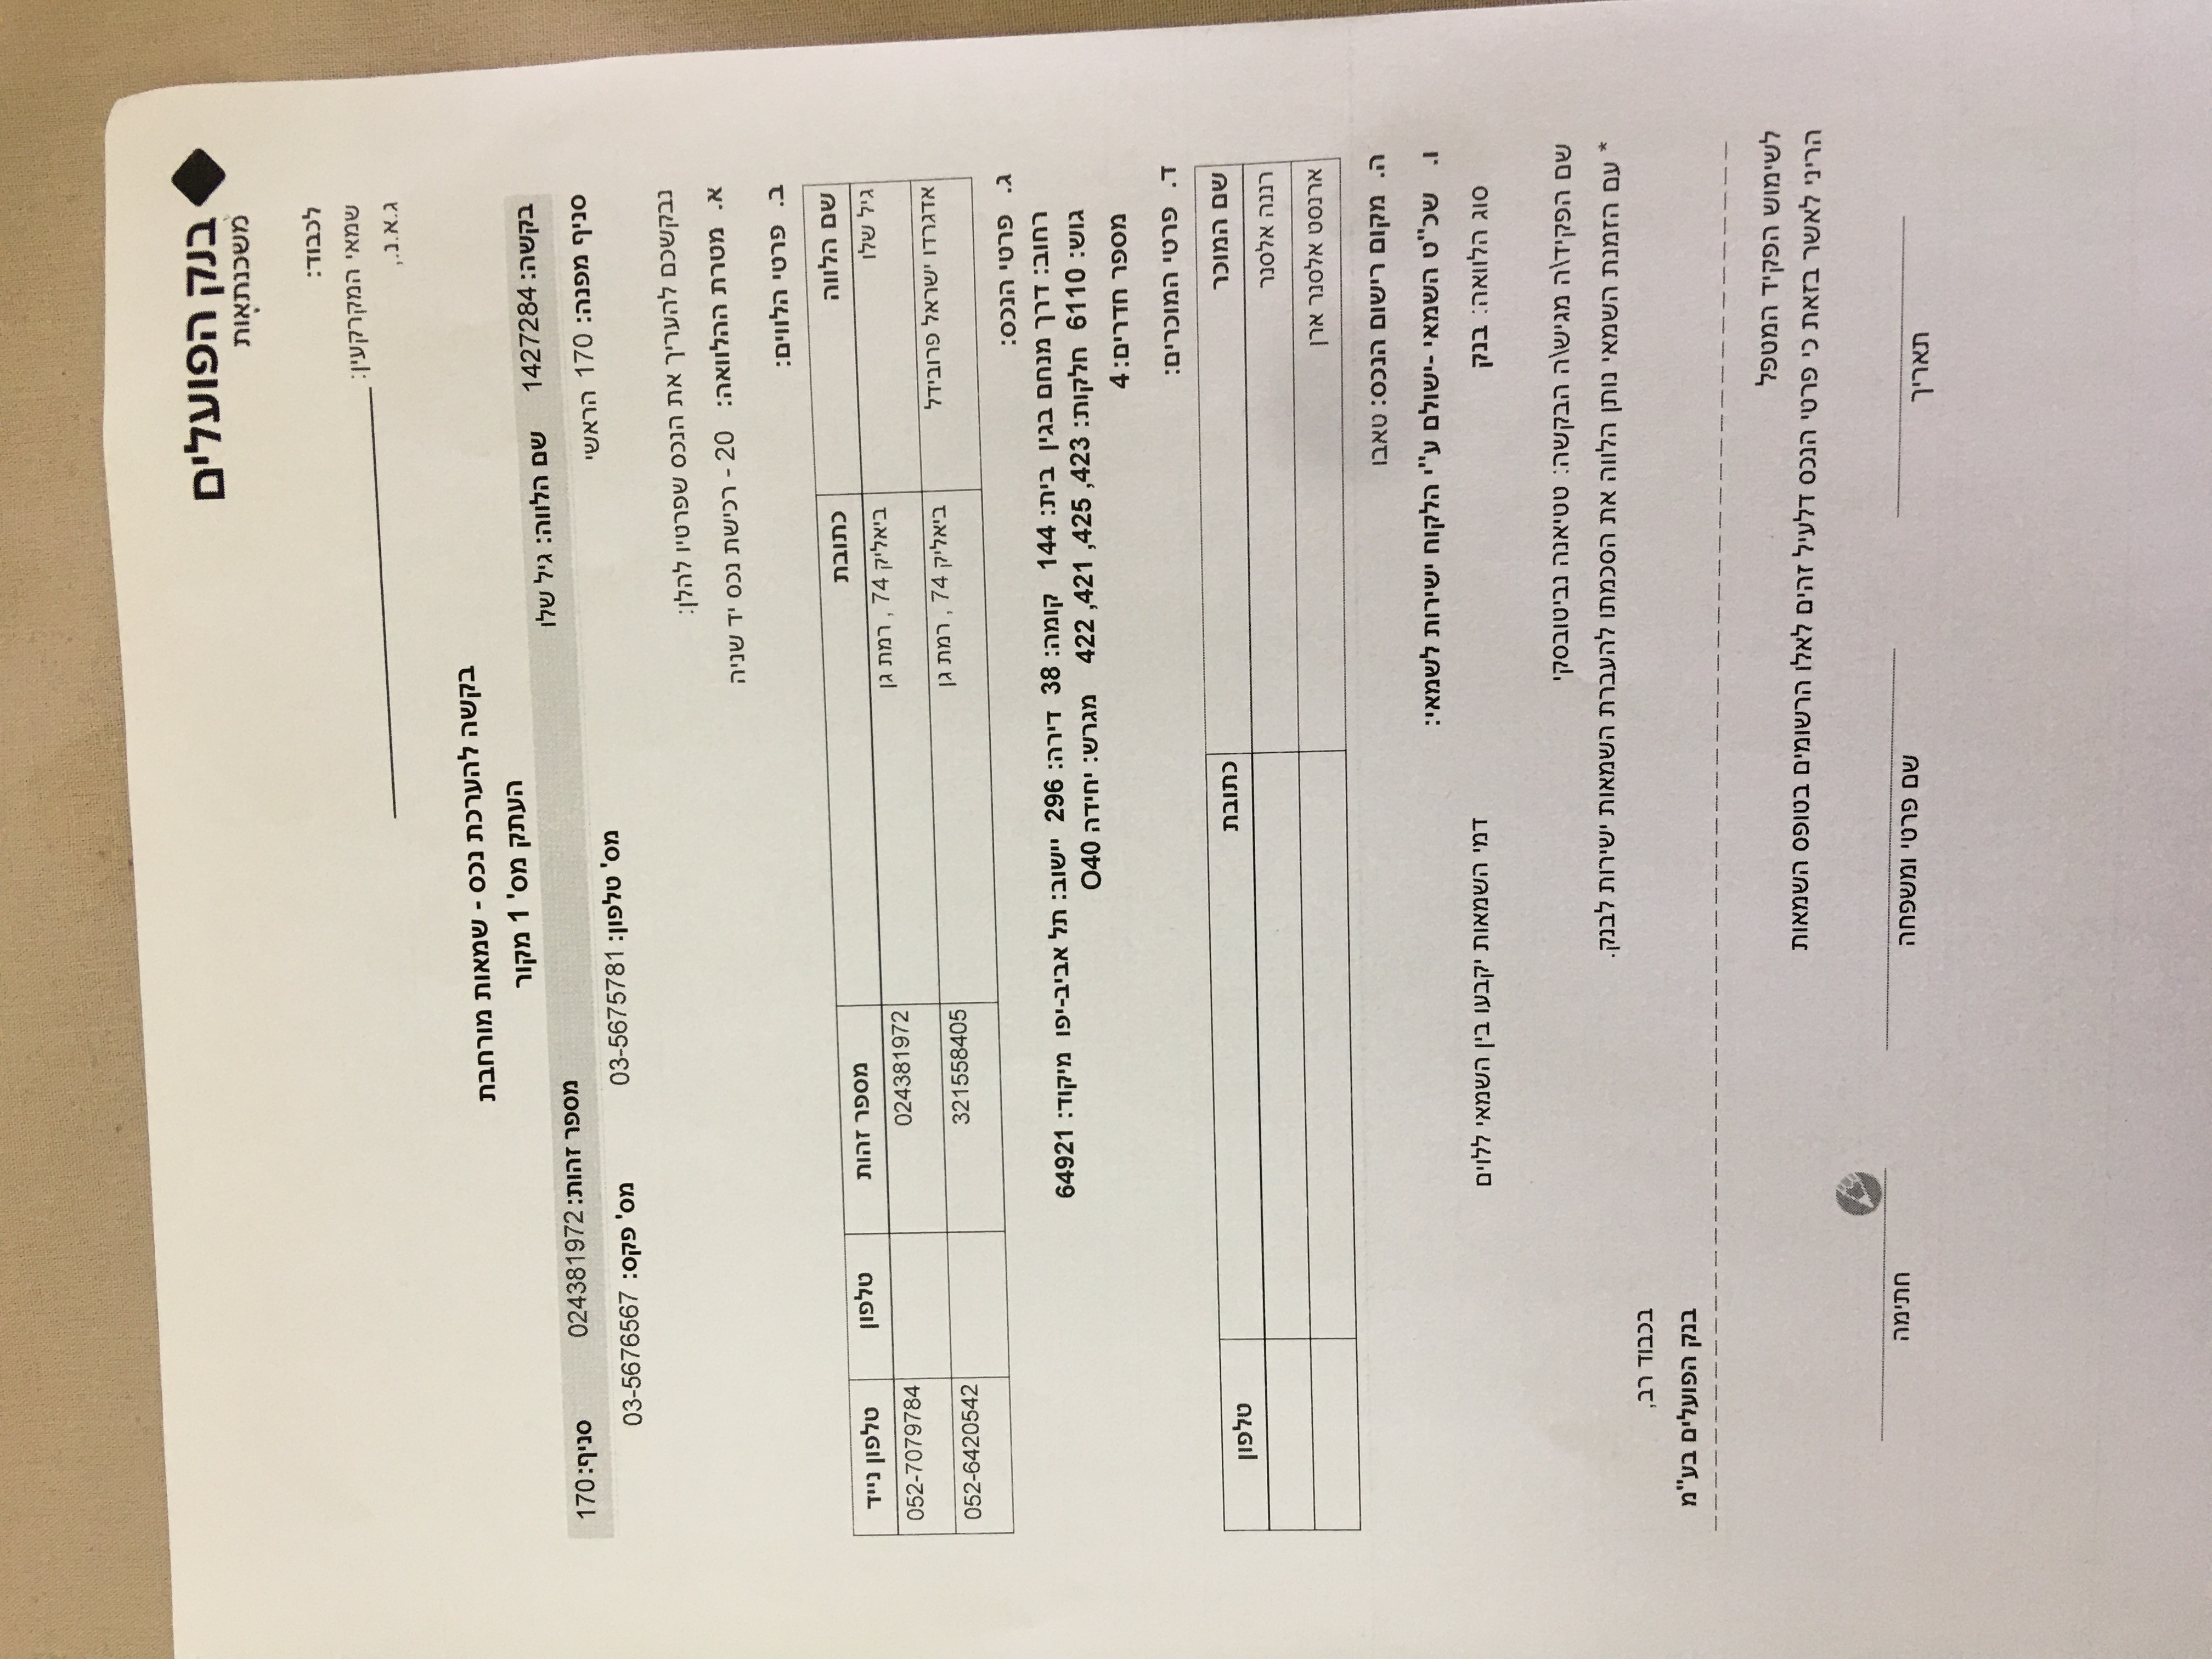 בנק הפועלים
משכנתאות
לכבוד:
שמאי המקרקעין:
ג.א.נ.,
בקשה להערכת נכס - שמאות מורחבת
העתק מס' 1 מקור
בקשה: 1427284 שם הלווה: גיל שלו מספר זהות: 024381972 סניף: 170
סניף מפנה: 170 הראשי מס' טלפון: 03-5675781 מס' פקס: 03-5676567
נבקשכם להעריך את הנכס שפרטיו להלן:
א. מטרת ההלוואה: 20 - רכישת נכס יד שניה
ב. פרטי הלווים:
שם הלווה כתובת מספר זהות טלפון טלפון נייד
גיל שלו ביאליק 74 , רמת גן 024381972 052-7079784
אדגרדו ישראל פרובידל ביאליק 74 , רמת גן 321558405 052-6420542
ג. פרטי הנכס:
רחוב: דרך מנחם בגין בית: 144 קומה: 38 דירה: 296 יישוב: תל אביב-יפו מיקוד: 64921
גוש: 6110 חלקות: 423, 425, 421, 422 מגרש: יחידה O40
מספר חדרים: 4
ד. פרטי המוכרים:
שם המוכר כתובת טלפון
רננה אלסנר
ארנסט אלסנר ארן
ה. מקום רישום הנכס: טאבו
ו. שכ''ט השמאי -ישולם ע''י הלקוח ישירות לשמאי:
סוג הלוואה: בנק דמי השמאות יקבעו בין השמאי ללוים
שם הפקיד\ה מגיש\ה הבקשה: טטיאנה נביטובסקי
* עם הזמנת השמאי נותן הלווה את הסכמתו להעברת השמאות ישירות לבנק.
בכבוד רב,
בנק הפועלים בע''מ
לשימוש הפקיד המטפל
הריני לאשר בזאת כי פרטי הנכס דלעיל זהים לאלו הרשומים בטופס השמאות
תאריך שם פרטי ומשפחה חתימה